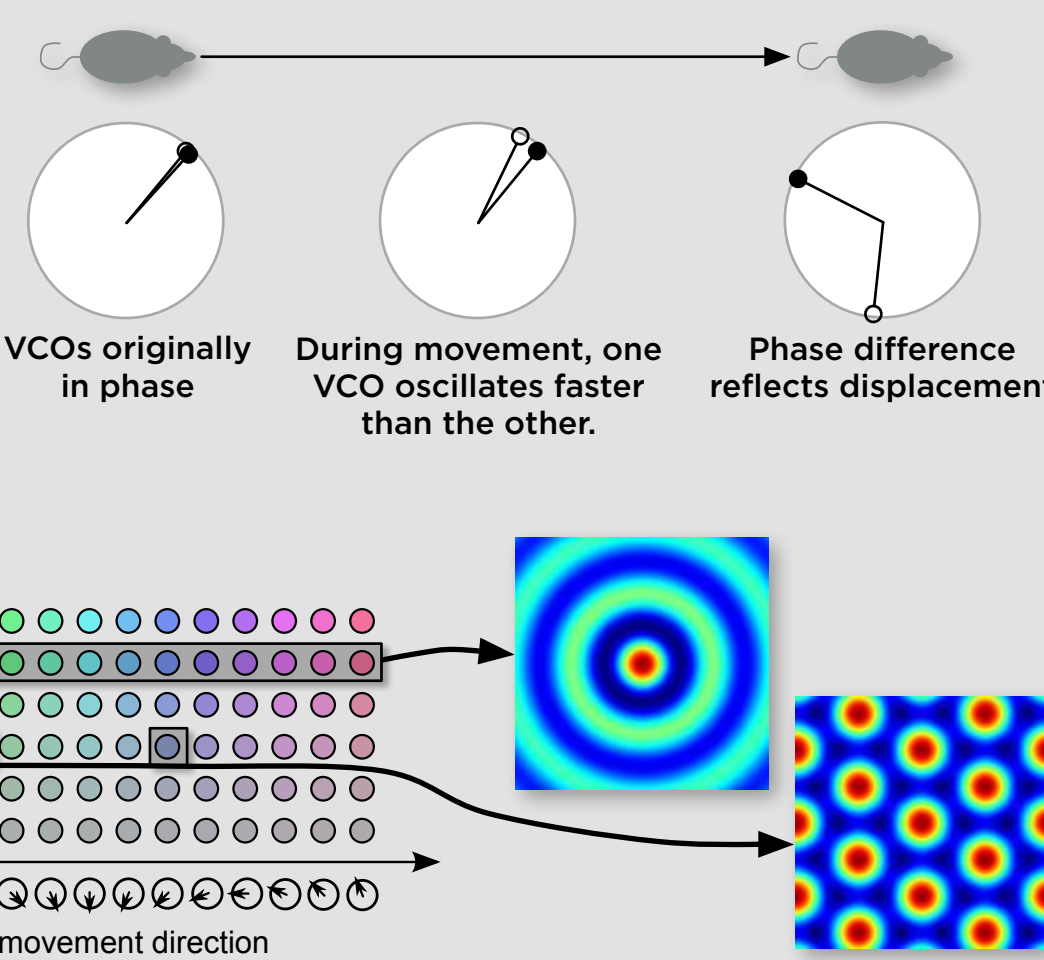 VCOs originally
in phase
During movement, one
VCO oscillates faster
than the other.
Phase difference
reflects displacement
movement direction